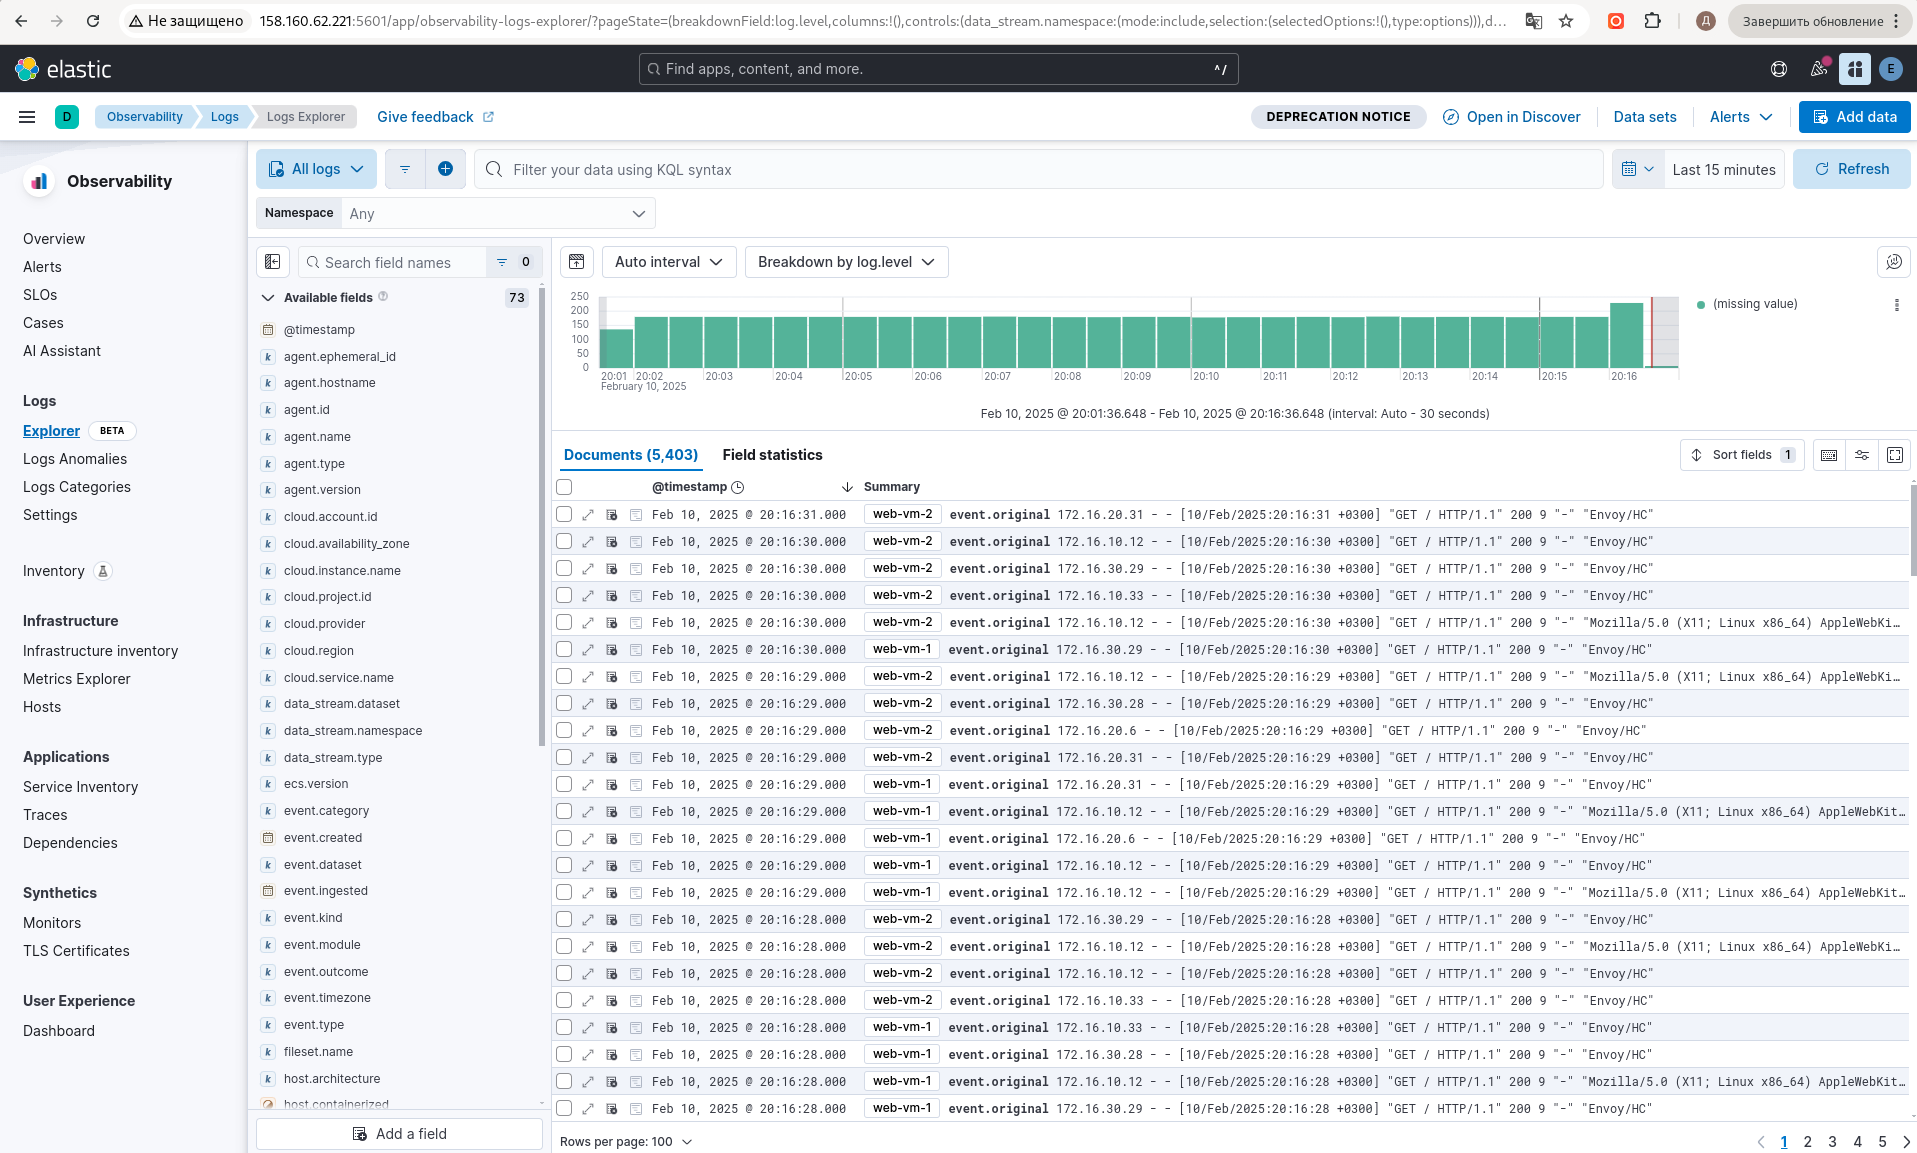 Не защищено 158.160.62.221:5601/app/observability-logs-explorer/?pageState=(breakdownField:log.level,columns:!(),controls:(data_stream.namespace:(mode:include,selection:(selectedOptions:!(),type:options))),d... Д Завершить обновление
elastic Find apps, content, and more. ^/ E
D Observability Logs Logs Explorer Give feedback DEPRECATION NOTICE Open in Discover Data sets Alerts Add data
Observability
Overview
Alerts
SLOs
Cases
AI Assistant
Logs
Explorer BETA
Logs Anomalies
Logs Categories
Settings
Inventory
Infrastructure
Infrastructure inventory
Metrics Explorer
Hosts
Applications
Service Inventory
Traces
Dependencies
Synthetics
Monitors
TLS Certificates
User Experience
Dashboard
All logs Filter your data using KQL syntax Last 15 minutes Refresh
Namespace Any
Search field names 0
Available fields 73
@timestamp
k agent.ephemeral_id
k agent.hostname
k agent.id
k agent.name
k agent.type
k agent.version
k cloud.account.id
k cloud.availability_zone
k cloud.instance.name
k cloud.project.id
k cloud.provider
k cloud.region
k cloud.service.name
k data_stream.dataset
k data_stream.namespace
k data_stream.type
k ecs.version
k event.category
event.created
k event.dataset
event.ingested
k event.kind
k event.module
k event.outcome
k event.timezone
k event.type
k fileset.name
k host.architecture
host.containerized
Add a field
Auto interval Breakdown by log.level
250
200
150
100
50
0
20:01 20:02 20:03 20:04 20:05 20:06 20:07 20:08 20:09 20:10 20:11 20:12 20:13 20:14 20:15 20:16
February 10, 2025
(missing value)
Feb 10, 2025 @ 20:01:36.648 - Feb 10, 2025 @ 20:16:36.648 (interval: Auto - 30 seconds)
Documents (5,403) Field statistics Sort fields 1
@timestamp Summary
Feb 10, 2025 @ 20:16:31.000 web-vm-2 event.original 172.16.20.31 - - [10/Feb/2025:20:16:31 +0300] "GET / HTTP/1.1" 200 9 "-" "Envoy/HC"
Feb 10, 2025 @ 20:16:30.000 web-vm-2 event.original 172.16.10.12 - - [10/Feb/2025:20:16:30 +0300] "GET / HTTP/1.1" 200 9 "-" "Envoy/HC"
Feb 10, 2025 @ 20:16:30.000 web-vm-2 event.original 172.16.30.29 - - [10/Feb/2025:20:16:30 +0300] "GET / HTTP/1.1" 200 9 "-" "Envoy/HC"
Feb 10, 2025 @ 20:16:30.000 web-vm-2 event.original 172.16.10.33 - - [10/Feb/2025:20:16:30 +0300] "GET / HTTP/1.1" 200 9 "-" "Envoy/HC"
Feb 10, 2025 @ 20:16:30.000 web-vm-2 event.original 172.16.10.12 - - [10/Feb/2025:20:16:30 +0300] "GET / HTTP/1.1" 200 9 "-" "Mozilla/5.0 (X11; Linux x86_64) AppleWebKi...
Feb 10, 2025 @ 20:16:30.000 web-vm-1 event.original 172.16.30.29 - - [10/Feb/2025:20:16:30 +0300] "GET / HTTP/1.1" 200 9 "-" "Envoy/HC"
Feb 10, 2025 @ 20:16:29.000 web-vm-2 event.original 172.16.10.12 - - [10/Feb/2025:20:16:29 +0300] "GET / HTTP/1.1" 200 9 "-" "Mozilla/5.0 (X11; Linux x86_64) AppleWebKi...
Feb 10, 2025 @ 20:16:29.000 web-vm-2 event.original 172.16.30.28 - - [10/Feb/2025:20:16:29 +0300] "GET / HTTP/1.1" 200 9 "-" "Envoy/HC"
Feb 10, 2025 @ 20:16:29.000 web-vm-2 event.original 172.16.20.6 - - [10/Feb/2025:20:16:29 +0300] "GET / HTTP/1.1" 200 9 "-" "Envoy/HC"
Feb 10, 2025 @ 20:16:29.000 web-vm-2 event.original 172.16.20.31 - - [10/Feb/2025:20:16:29 +0300] "GET / HTTP/1.1" 200 9 "-" "Envoy/HC"
Feb 10, 2025 @ 20:16:29.000 web-vm-1 event.original 172.16.20.31 - - [10/Feb/2025:20:16:29 +0300] "GET / HTTP/1.1" 200 9 "-" "Envoy/HC"
Feb 10, 2025 @ 20:16:29.000 web-vm-1 event.original 172.16.10.12 - - [10/Feb/2025:20:16:29 +0300] "GET / HTTP/1.1" 200 9 "-" "Mozilla/5.0 (X11; Linux x86_64) AppleWebKit...
Feb 10, 2025 @ 20:16:29.000 web-vm-1 event.original 172.16.20.6 - - [10/Feb/2025:20:16:29 +0300] "GET / HTTP/1.1" 200 9 "-" "Envoy/HC"
Feb 10, 2025 @ 20:16:29.000 web-vm-1 event.original 172.16.10.12 - - [10/Feb/2025:20:16:29 +0300] "GET / HTTP/1.1" 200 9 "-" "Envoy/HC"
Feb 10, 2025 @ 20:16:29.000 web-vm-1 event.original 172.16.10.12 - - [10/Feb/2025:20:16:29 +0300] "GET / HTTP/1.1" 200 9 "-" "Mozilla/5.0 (X11; Linux x86_64) AppleWebKit...
Feb 10, 2025 @ 20:16:28.000 web-vm-2 event.original 172.16.30.29 - - [10/Feb/2025:20:16:28 +0300] "GET / HTTP/1.1" 200 9 "-" "Envoy/HC"
Feb 10, 2025 @ 20:16:28.000 web-vm-2 event.original 172.16.10.12 - - [10/Feb/2025:20:16:28 +0300] "GET / HTTP/1.1" 200 9 "-" "Mozilla/5.0 (X11; Linux x86_64) AppleWebKi...
Feb 10, 2025 @ 20:16:28.000 web-vm-2 event.original 172.16.10.12 - - [10/Feb/2025:20:16:28 +0300] "GET / HTTP/1.1" 200 9 "-" "Envoy/HC"
Feb 10, 2025 @ 20:16:28.000 web-vm-2 event.original 172.16.10.33 - - [10/Feb/2025:20:16:28 +0300] "GET / HTTP/1.1" 200 9 "-" "Envoy/HC"
Feb 10, 2025 @ 20:16:28.000 web-vm-1 event.original 172.16.10.33 - - [10/Feb/2025:20:16:28 +0300] "GET / HTTP/1.1" 200 9 "-" "Envoy/HC"
Feb 10, 2025 @ 20:16:28.000 web-vm-1 event.original 172.16.30.28 - - [10/Feb/2025:20:16:28 +0300] "GET / HTTP/1.1" 200 9 "-" "Envoy/HC"
Feb 10, 2025 @ 20:16:28.000 web-vm-1 event.original 172.16.10.12 - - [10/Feb/2025:20:16:28 +0300] "GET / HTTP/1.1" 200 9 "-" "Mozilla/5.0 (X11; Linux x86_64) AppleWebKit...
Feb 10, 2025 @ 20:16:28.000 web-vm-1 event.original 172.16.30.29 - - [10/Feb/2025:20:16:28 +0300] "GET / HTTP/1.1" 200 9 "-" "Envoy/HC"
Rows per page: 100 1 2 3 4 5